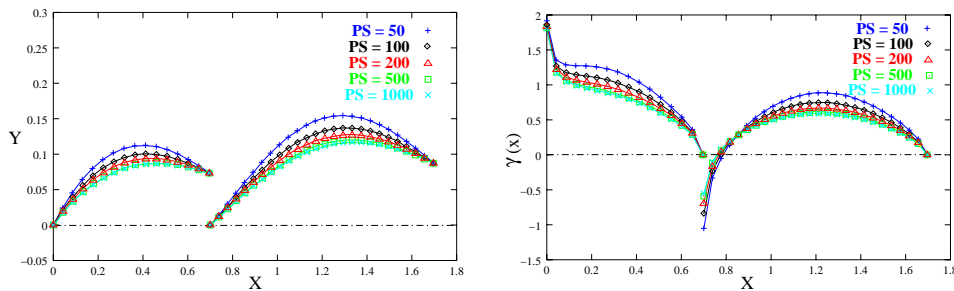 0.3
0.25
0.2
0.15
0.1
0.05
0
−0.05
Y
PS = 50
PS = 100
PS = 200
PS = 500
PS = 1000
0 0.2 0.4 0.6 0.8 1 1.2 1.4 1.6 1.8
X
2
1.5
1
0.5
0
−0.5
−1
−1.5
γ (x)
PS = 50
PS = 100
PS = 200
PS = 500
PS = 1000
0 0.2 0.4 0.6 0.8 1 1.2 1.4 1.6 1.8
X